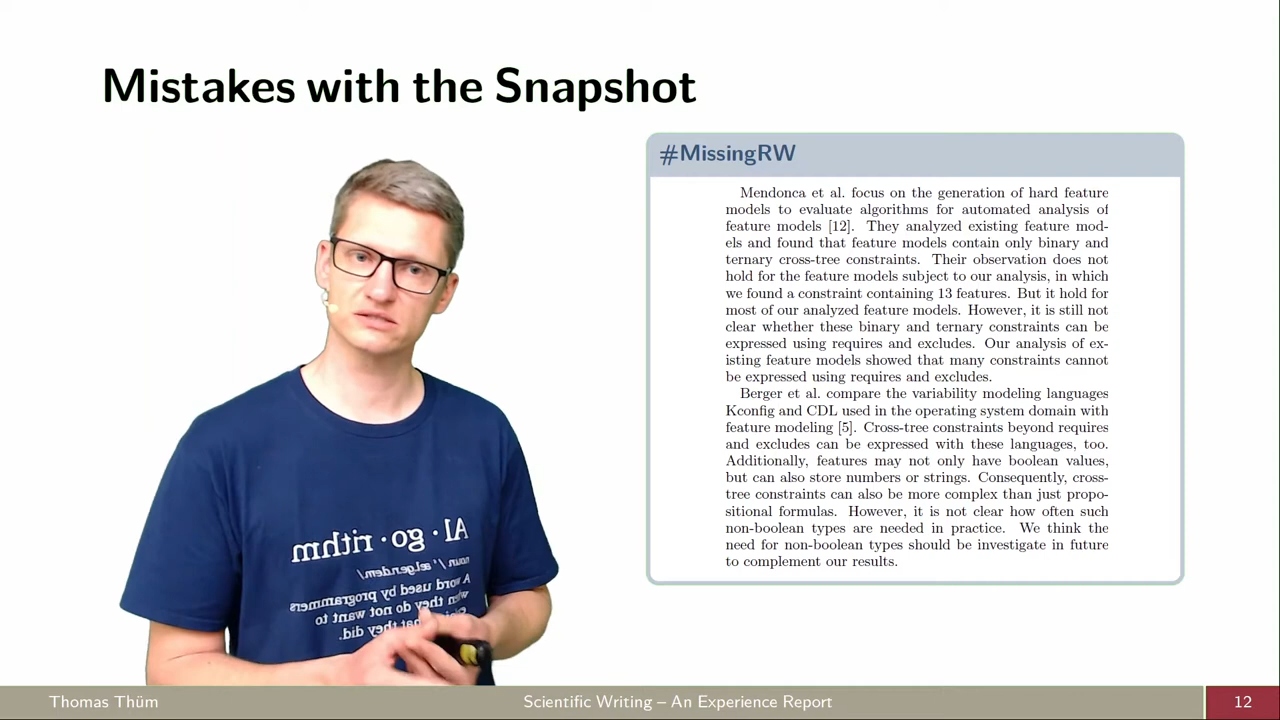 Mistakes with the Snapshot
#MissingRW
Mendonca et al. focus on the generation of hard feature
models to evaluate algorithms for automated analysis of
feature models [12]. They analyzed existing feature mod-
els and found that feature models contain only binary and
ternary cross-tree constraints. Their observation does not
hold for the feature models subject to our analysis, in which
we found a constraint containing 13 features. But it hold for
most of our analyzed feature models. However, it is still not
clear whether these binary and ternary constraints can be
expressed using requires and excludes. Our analysis of ex-
isting feature models showed that many constraints cannot
be expressed using requires and excludes.
Berger et al. compare the variability modeling languages
Kconfig and CDL used in the operating system domain with
feature modeling [5]. Cross-tree constraints beyond requires
and excludes can be expressed with these languages, too.
Additionally, features may not only have boolean values,
but can also store numbers or strings. Consequently, cross-
tree constraints can also be more complex than just propo-
sitional formulas. However, it is not clear how often such
non-boolean types are needed in practice. We think the
need for non-boolean types should be investigate in future
to complement our results.
Al·go·rithm
noun
A word used by programmers
when they do not want to
what they
did.
Thomas Thüm
Scientific Writing – An Experience Report
12